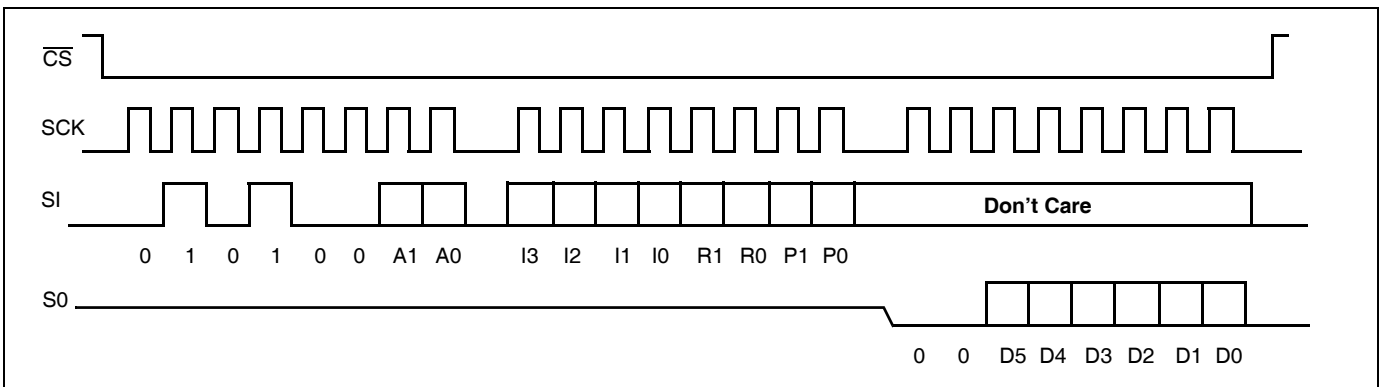 CS
SCK
SI
Don't Care
0 1 0 1 0 0 A1 A0 I3 I2 I1 I0 R1 R0 P1 P0
S0
0 0 D5 D4 D3 D2 D1 D0